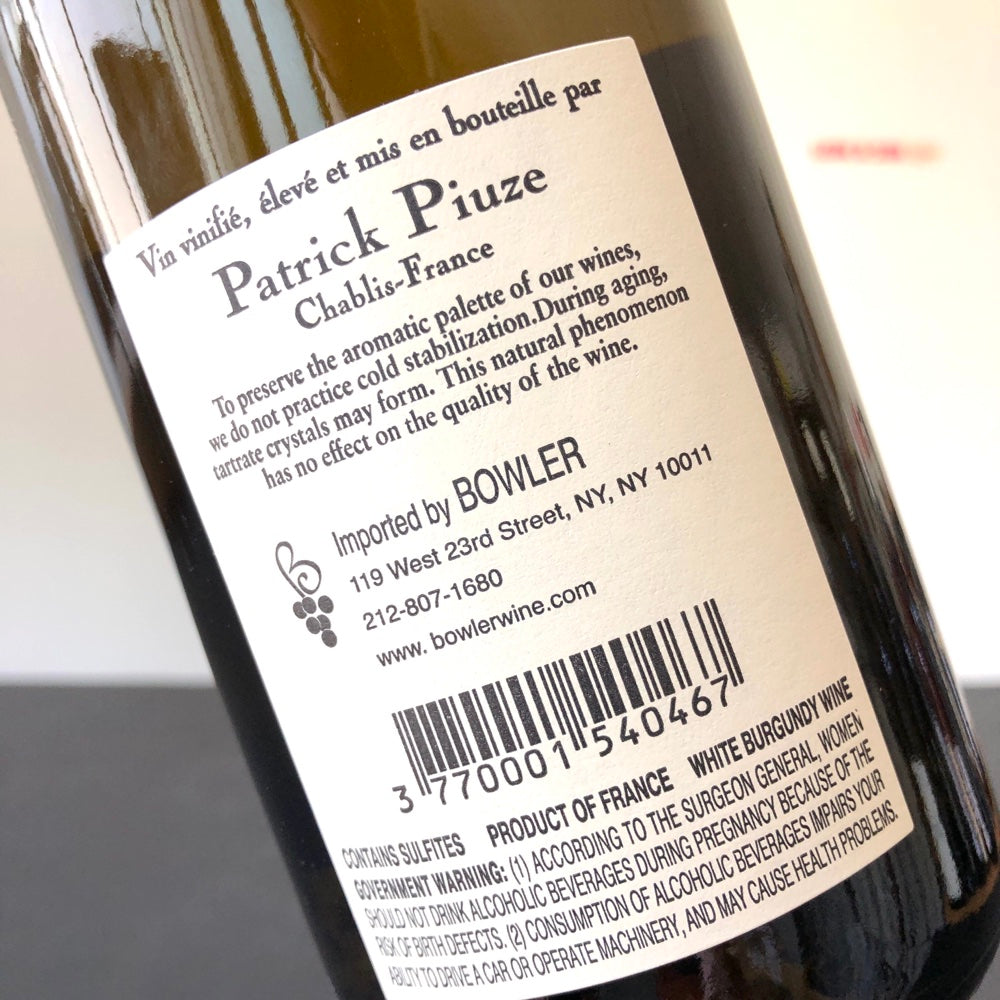 Vin vinifié, élevé et mis en bouteille par
Patrick Piuze
Chablis-France
To preserve the aromatic palette of our wines,
we do not practice cold stabilization.During aging,
tartrate crystals may form. This natural phenomenon
has no effect on the quality of the wine.
Imported by BOWLER
119 West 23rd Street, NY, NY 10011
212-807-1680
www. bowlerwine.com
3 770001 540467
CONTAINS SULFITES PRODUCT OF FRANCE WHITE BURGUNDY WINE
GOVERNMENT WARNING: (1) ACCORDING TO THE SURGEON GENERAL, WOMEN
SHOULD NOT DRINK ALCOHOLIC BEVERAGES DURING PREGNANCY BECAUSE OF THE
RISK OF BIRTH DEFECTS. (2) CONSUMPTION OF ALCOHOLIC BEVERAGES IMPAIRS YOUR
ABILITY TO DRIVE A CAR OR OPERATE MACHINERY, AND MAY CAUSE HEALTH PROBLEMS.